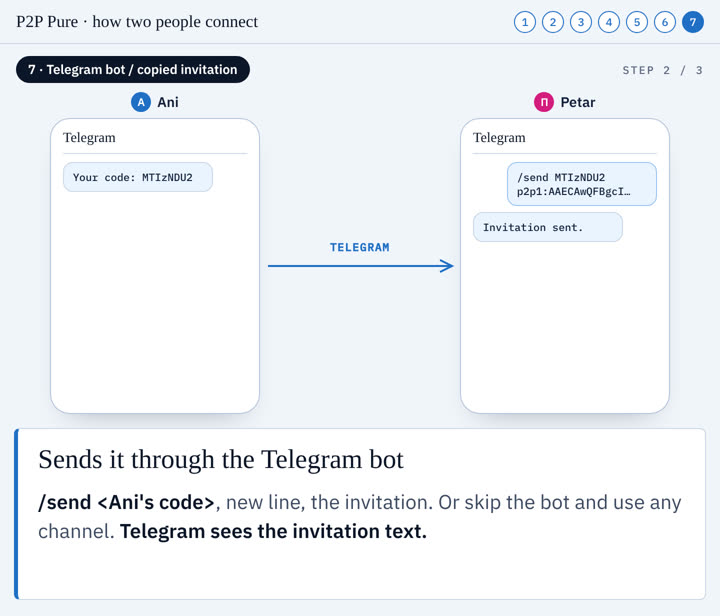 P2P Pure · how two people connect
1 2 3 4 5 6 7
7 · Telegram bot / copied invitation
STEP 2 / 3
A Ani
П Petar
Telegram
Your code: MTIzNDU2
TELEGRAM
Telegram
/send MTIzNDU2
p2p1:AAECAwQFBgcI…
Invitation sent.
Sends it through the Telegram bot
/send <Ani's code>, new line, the invitation. Or skip the bot and use any
channel. Telegram sees the invitation text.